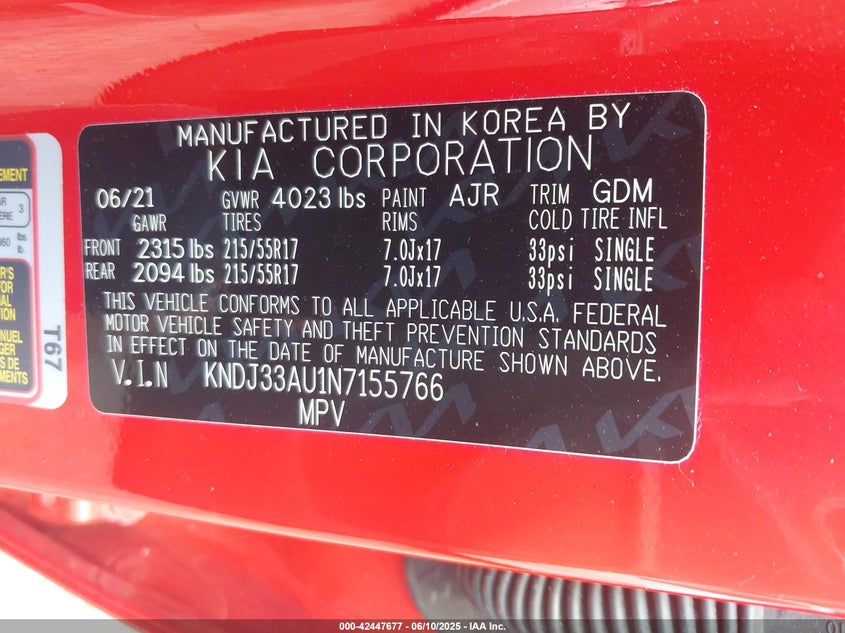 MANUFACTURED IN KOREA BY
KIA CORPORATION
06/21 GVWR 4023 lbs PAINT AJR TRIM GDM
GAWR TIRES RIMS COLD TIRE INFL
FRONT 2315 lbs 215/55R17 7.0Jx17 33psi SINGLE
REAR 2094 lbs 215/55R17 7.0Jx17 33psi SINGLE
THIS VEHICLE CONFORMS TO ALL APPLICABLE U.S.A. FEDERAL
MOTOR VEHICLE SAFETY AND THEFT PREVENTION STANDARDS
IN EFFECT ON THE DATE OF MANUFACTURE SHOWN ABOVE.
V.I.N KNDJ33AU1N7155766
MPV
3
lbs
lb.
T67
000-42447677 - 06/10/2025 - IAA Inc.